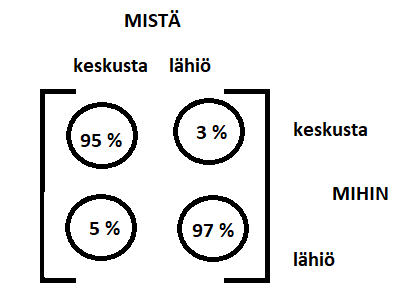 MISTÄ
keskusta lähiö
95 % 3 % keskusta
MIHIN
5 % 97 %
lähiö